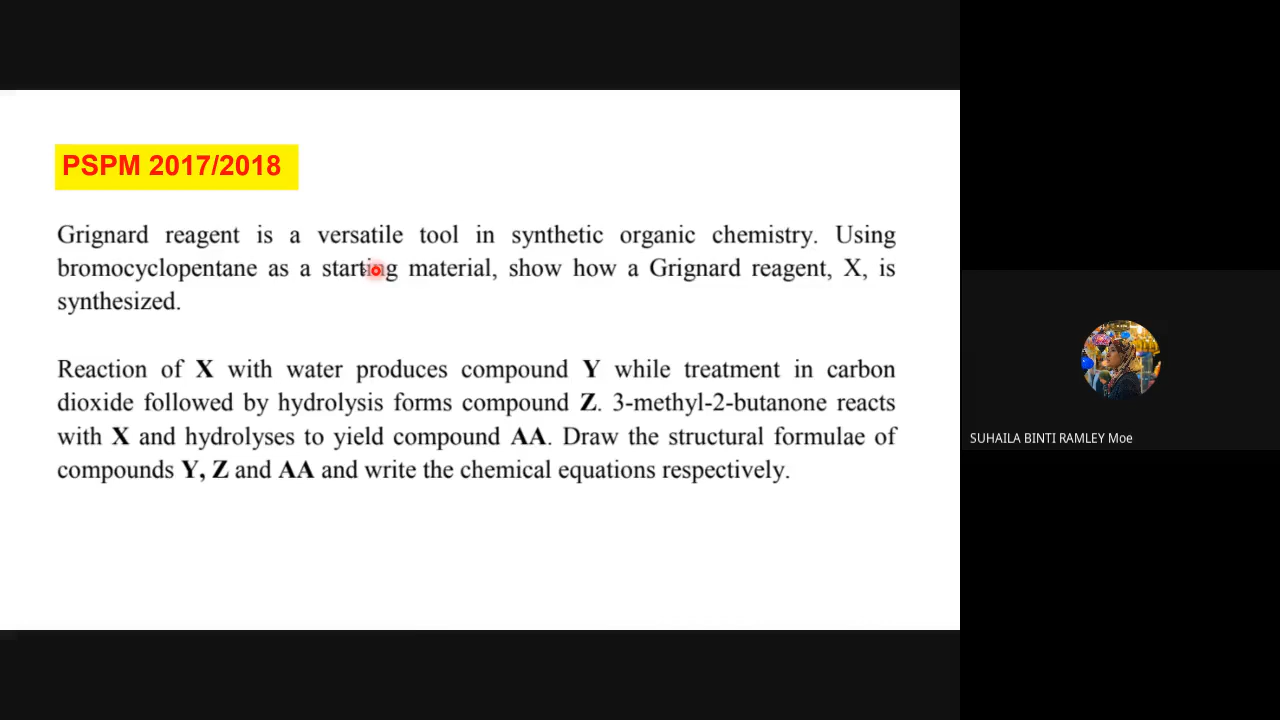 PSPM 2017/2018
Grignard reagent is a versatile tool in synthetic organic chemistry. Using
bromocyclopentane as a starting material, show how a Grignard reagent, X, is
synthesized.
Reaction of X with water produces compound Y while treatment in carbon
dioxide followed by hydrolysis forms compound Z. 3-methyl-2-butanone reacts
with X and hydrolyses to yield compound AA. Draw the structural formulae of
compounds Y, Z and AA and write the chemical equations respectively.
SUHAILA BINTI RAMLEY Moe